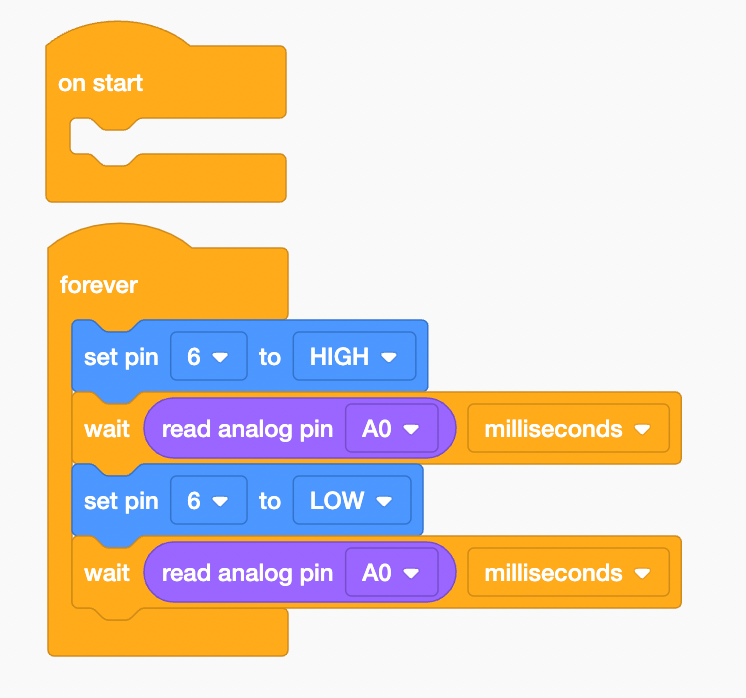 on start
forever
set pin 6 to HIGH
wait read analog pin A0 milliseconds
set pin 6 to LOW
wait read analog pin A0 milliseconds